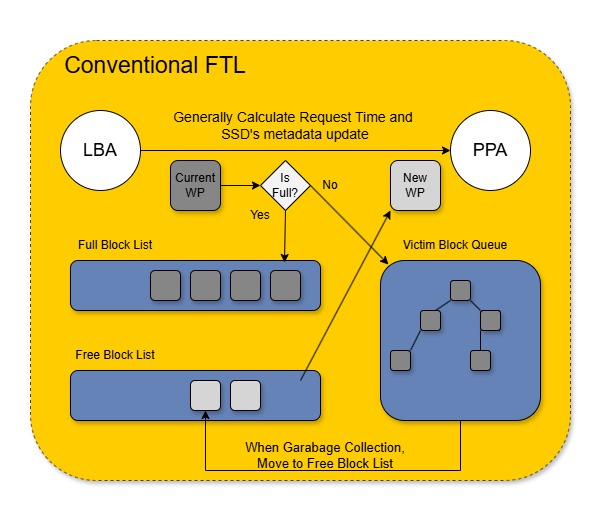 Conventional FTL
Generally Calculate Request Time and
SSD's metadata update
LBA
PPA
Current
WP
Is
Full?
No
New
WP
Yes
Full Block List
Victim Block Queue
Free Block List
When Garabage Collection,
Move to Free Block List